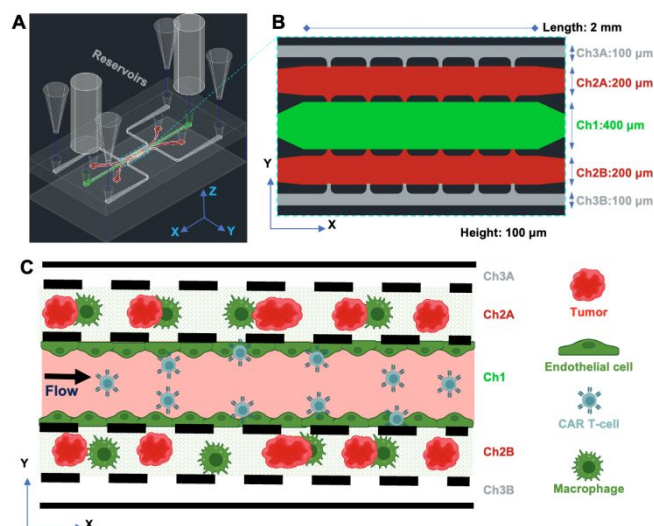 A
Reservoirs
Z
X
Y
B
Length: 2 mm
Ch3A:100 µm
Ch2A:200 µm
Ch1:400 µm
Ch2B:200 µm
Ch3B:100 µm
Y
X
Height: 100 µm
C
Ch3A
Ch2A
Flow
Ch1
Ch2B
Ch3B
Y
X
Tumor
Endothelial cell
CAR T-cell
Macrophage